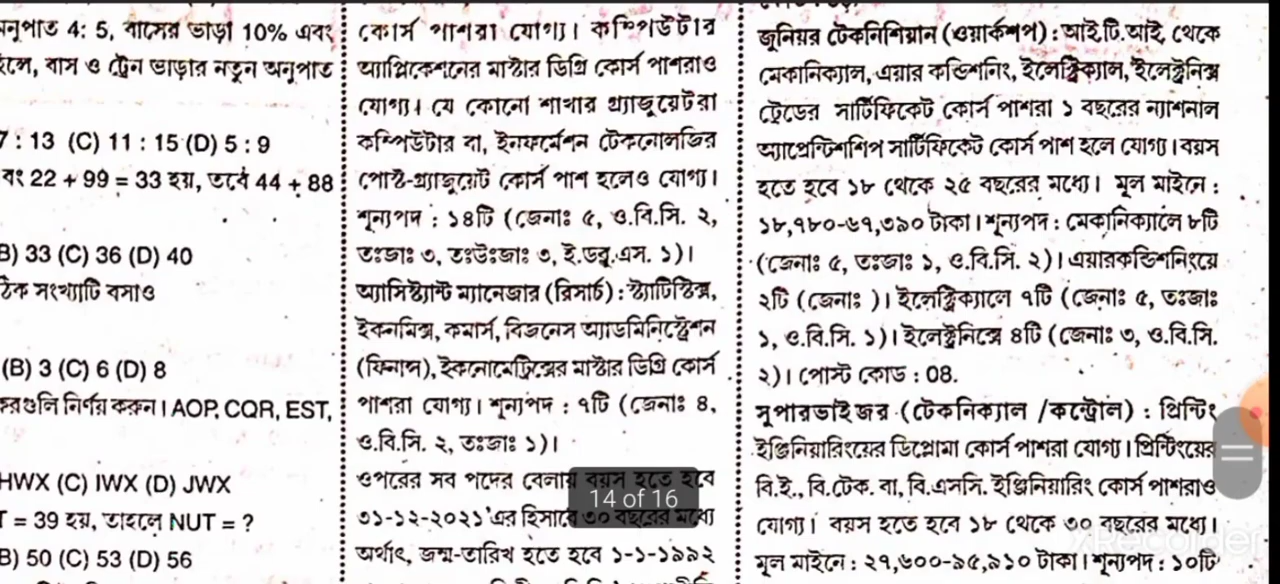 নুপাত 4: 5, বাসের ভাড়া 10% এবং
হলে, বাস ও ট্রেন ভাড়ার নতুন অনুপাত
7 : 13 (C) 11 : 15 (D) 5 : 9
বং 22 + 99 = 33 হয়, তবে 44 + 88
B) 33 (C) 36 (D) 40
ঠিক সংখ্যাটি বসাও
(B) 3 (C) 6 (D) 8
নির্ণয় করুন। AOP, CQR, EST,
HWX (C) IWX (D) JWX
T = 39 হয়, তাহলে NUT = ?
B) 50 (C) 53 (D) 56
কোর্স পাশরা যোগ্য। কম্পিউটার
অ্যাপ্লিকেশনের মাস্টার ডিগ্রি কোর্স পাশরাও
যোগ্য। যে কোনো শাখার গ্র্যাজুয়েটরা
কম্পিউটার বা, ইনফর্মেশন টেকনোলজির
পোস্ট-গ্র্যাজুয়েট কোর্স পাশ হলেও যোগ্য।
শূন্যপদ : ১৪টি (জেনাঃ ৫, ও.বি.সি. ২,
তঃজাঃ ৩, তঃউঃজাঃ ৩, ই.ডব্লু.এস. ১)।
অ্যাসিস্ট্যান্ট ম্যানেজার (রিসার্চ) : স্ট্যাটিস্টিক্স,
ইকনমিক্স, কমার্স, বিজনেস অ্যাডমিনিস্ট্রেশন
(ফিনান্স), ইকনোমেট্রিক্সের মাস্টার ডিগ্রি কোর্স
পাশরা যোগ্য। শূন্যপদ : ৭টি (জেনাঃ ৪,
ও.বি.সি. ২, তঃজাঃ ১)।
ওপরের সব পদের বেলায় বয়স হতে হবে
৩১-১২-২০২১'এর হিসাবে ৩০ বছরের মধ্যে
অর্থাৎ, জন্ম-তারিখ হতে হবে ১-১-১৯৯২
জুনিয়র টেকনিশিয়ান (ওয়ার্কশপ) : আই.টি.আই. থেকে
মেকানিক্যাল, এয়ার কন্ডিশনিং, ইলেক্ট্রিক্যাল, ইলেক্ট্রনিক্স
ট্রেডের সার্টিফিকেট কোর্স পাশরা ১ বছরের ন্যাশনাল
অ্যাপ্রেন্টিশশিপ সার্টিফিকেট কোর্স পাশ হলে যোগ্য। বয়স
হতে হবে ১৮ থেকে ২৫ বছরের মধ্যে। মূল মাইনে :
১৮,৭৮০-৬৭,৩৯০ টাকা। শূন্যপদ : মেকানিক্যালে ৮টি
(জেনাঃ ৫, তঃজাঃ ১, ও.বি.সি. ২)। এয়ারকন্ডিশনিংয়ে
২টি (জেনাঃ )। ইলেক্ট্রিক্যালে ৭টি (জেনাঃ ৫, তঃজাঃ
১, ও.বি.সি. ১)। ইলেক্ট্রনিক্সে ৪টি (জেনাঃ ৩, ও.বি.সি.
২)। পোস্ট কোড : 08.
সুপারভাইজর (টেকনিক্যাল /কন্ট্রোল) : প্রিন্টিং
ইঞ্জিনিয়ারিংয়ের ডিপ্লোমা কোর্স পাশরা যোগ্য। প্রিন্টিংয়ের
বি.ই., বি.টেক. বা, বি.এসসি. ইঞ্জিনিয়ারিং কোর্স পাশরাও
যোগ্য। বয়স হতে হবে ১৮ থেকে ৩০ বছরের মধ্যে।
মূল মাইনে : ২৭,৬০০-৯৫,৯১০ টাকা। শূন্যপদ : ১০টি
14 of 16
XRecorder